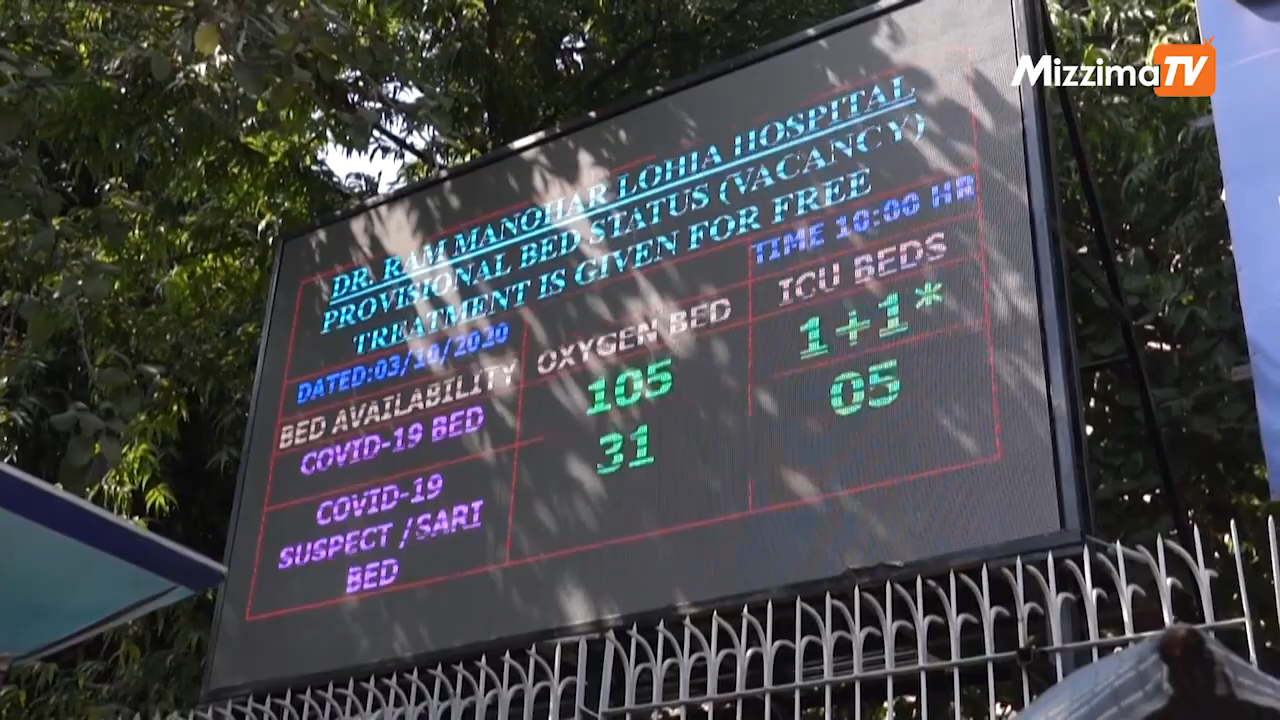 MizzimaTV
DR. RAM MANOHAR LOHIA HOSPITAL
PROVISIONAL BED STATUS (VACANCY)
TREATMENT IS GIVEN FOR FREE
DATED:03/10/2020 TIME 10:00 HR
BED AVAILABILITY OXYGEN BED ICU BEDS
COVID-19 BED 105 1+1*
COVID-19 31 05
SUSPECT /SARI
BED